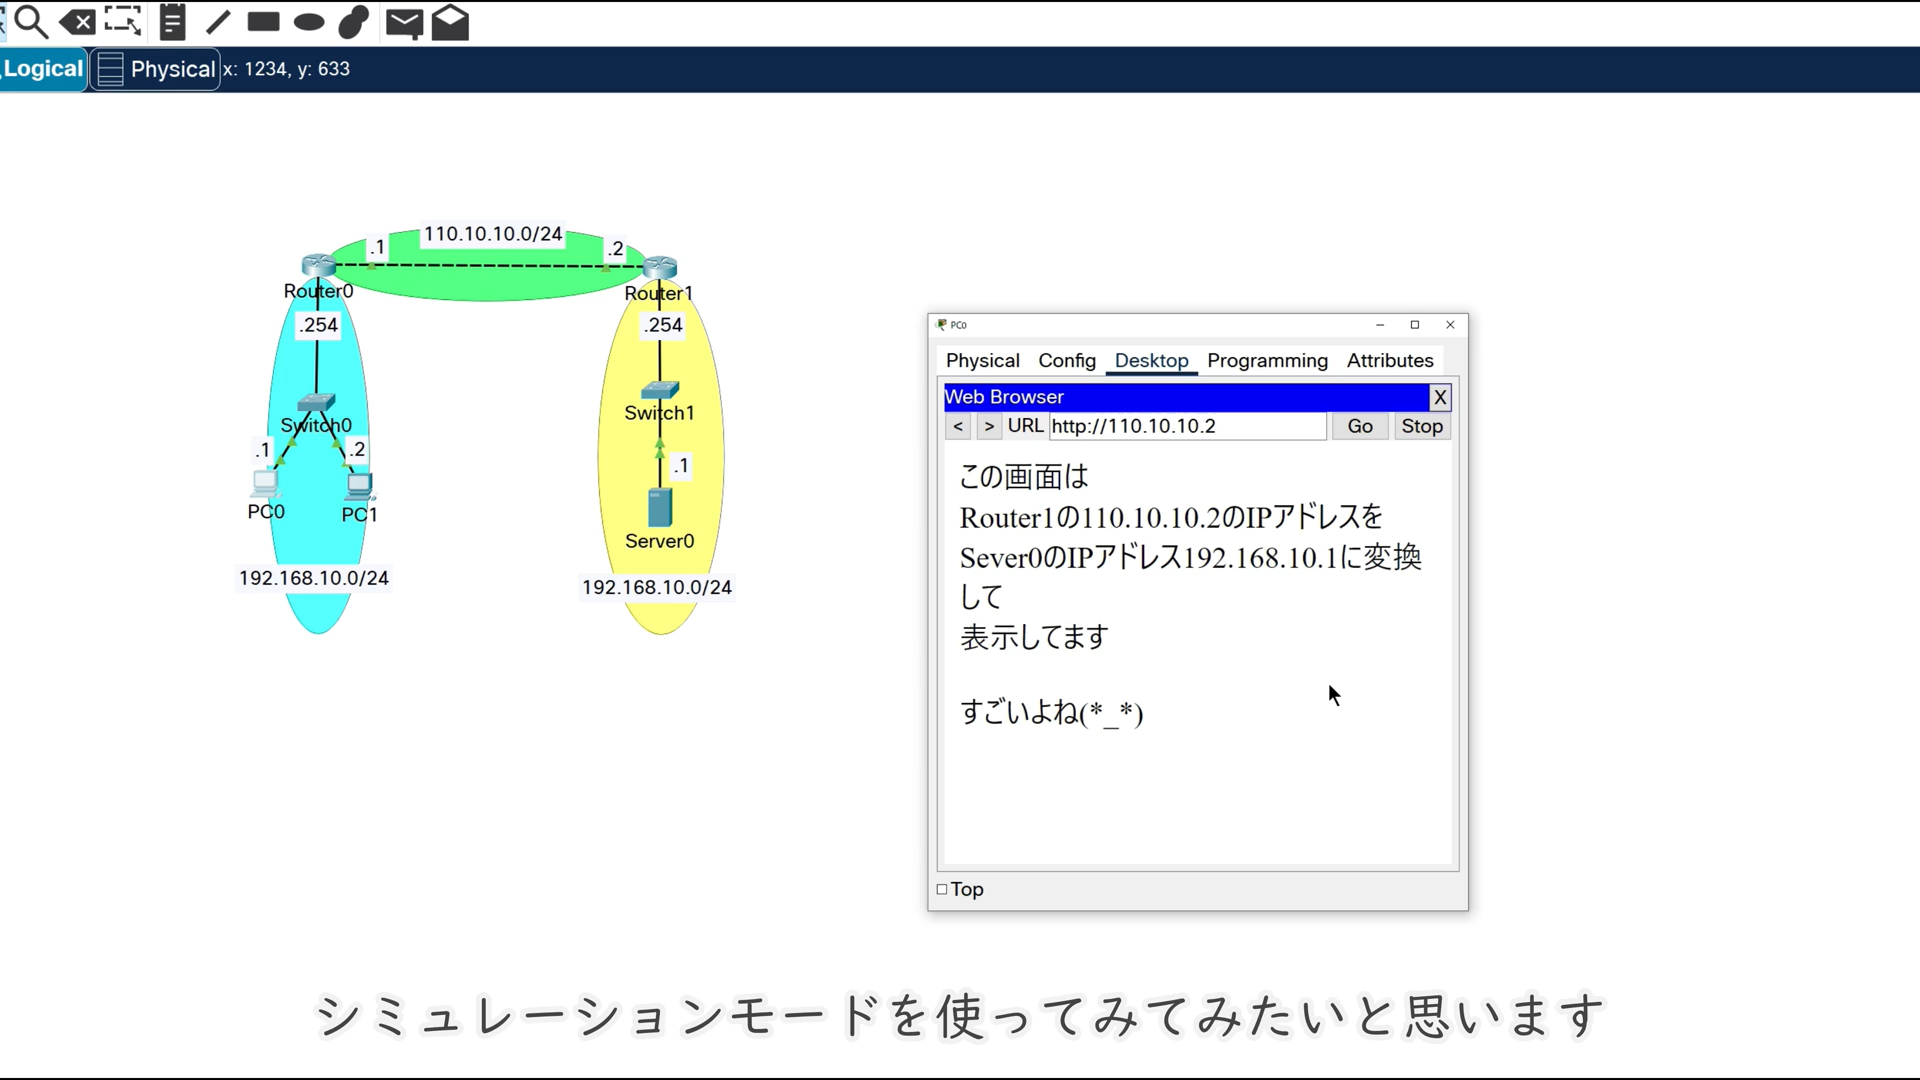 Logical Physical x: 1234, y: 633
110.10.10.0/24
.1
.2
Router0
Router1
.254
.254
Switch0
Switch1
.1
.2
.1
PC0
PC1
Server0
192.168.10.0/24
192.168.10.0/24
PC0
Physical Config Desktop Programming Attributes
Web Browser X
< > URL http://110.10.10.2 Go Stop
この画面は
Router1の110.10.10.2のIPアドレスを
Sever0のIPアドレス192.168.10.1に変換
して
表示してます
すごいよね(*_*)
Top
シミュレーションモードを使ってみてみたいと思います